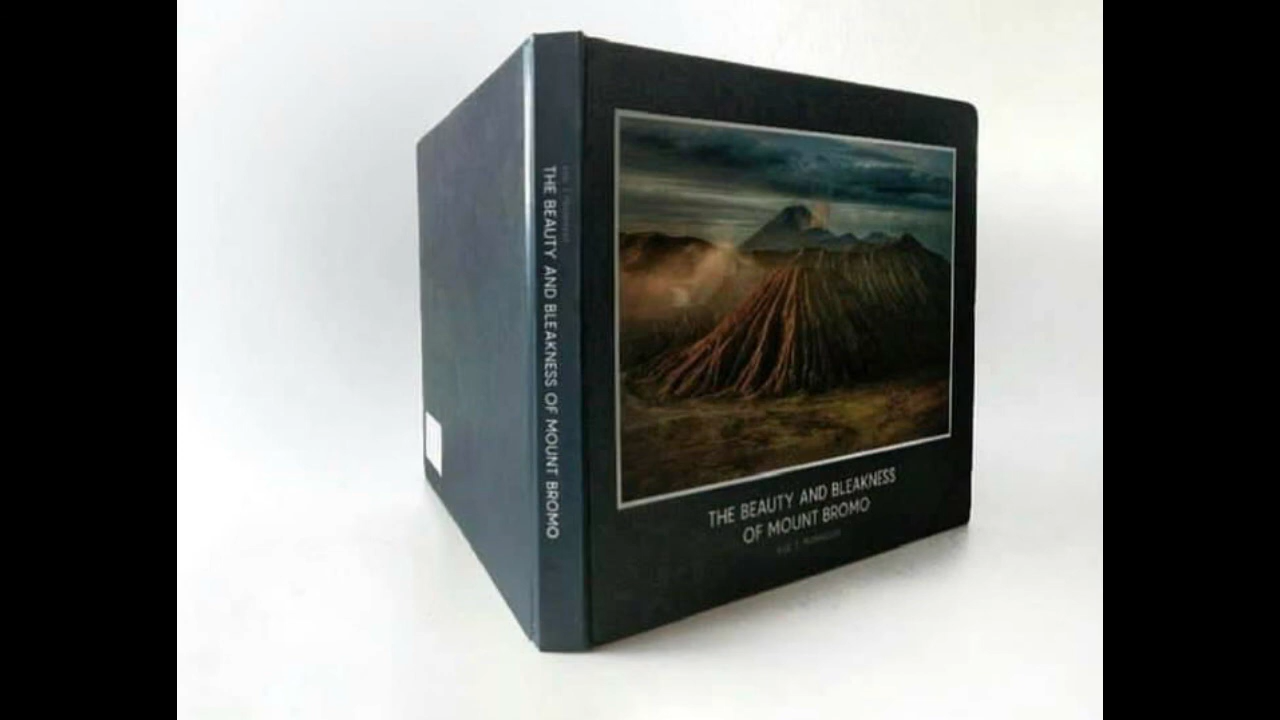 THE BEAUTY AND BLEAKNESS OF MOUNT BROMO
THE BEAUTY AND BLEAKNESS
OF MOUNT BROMO